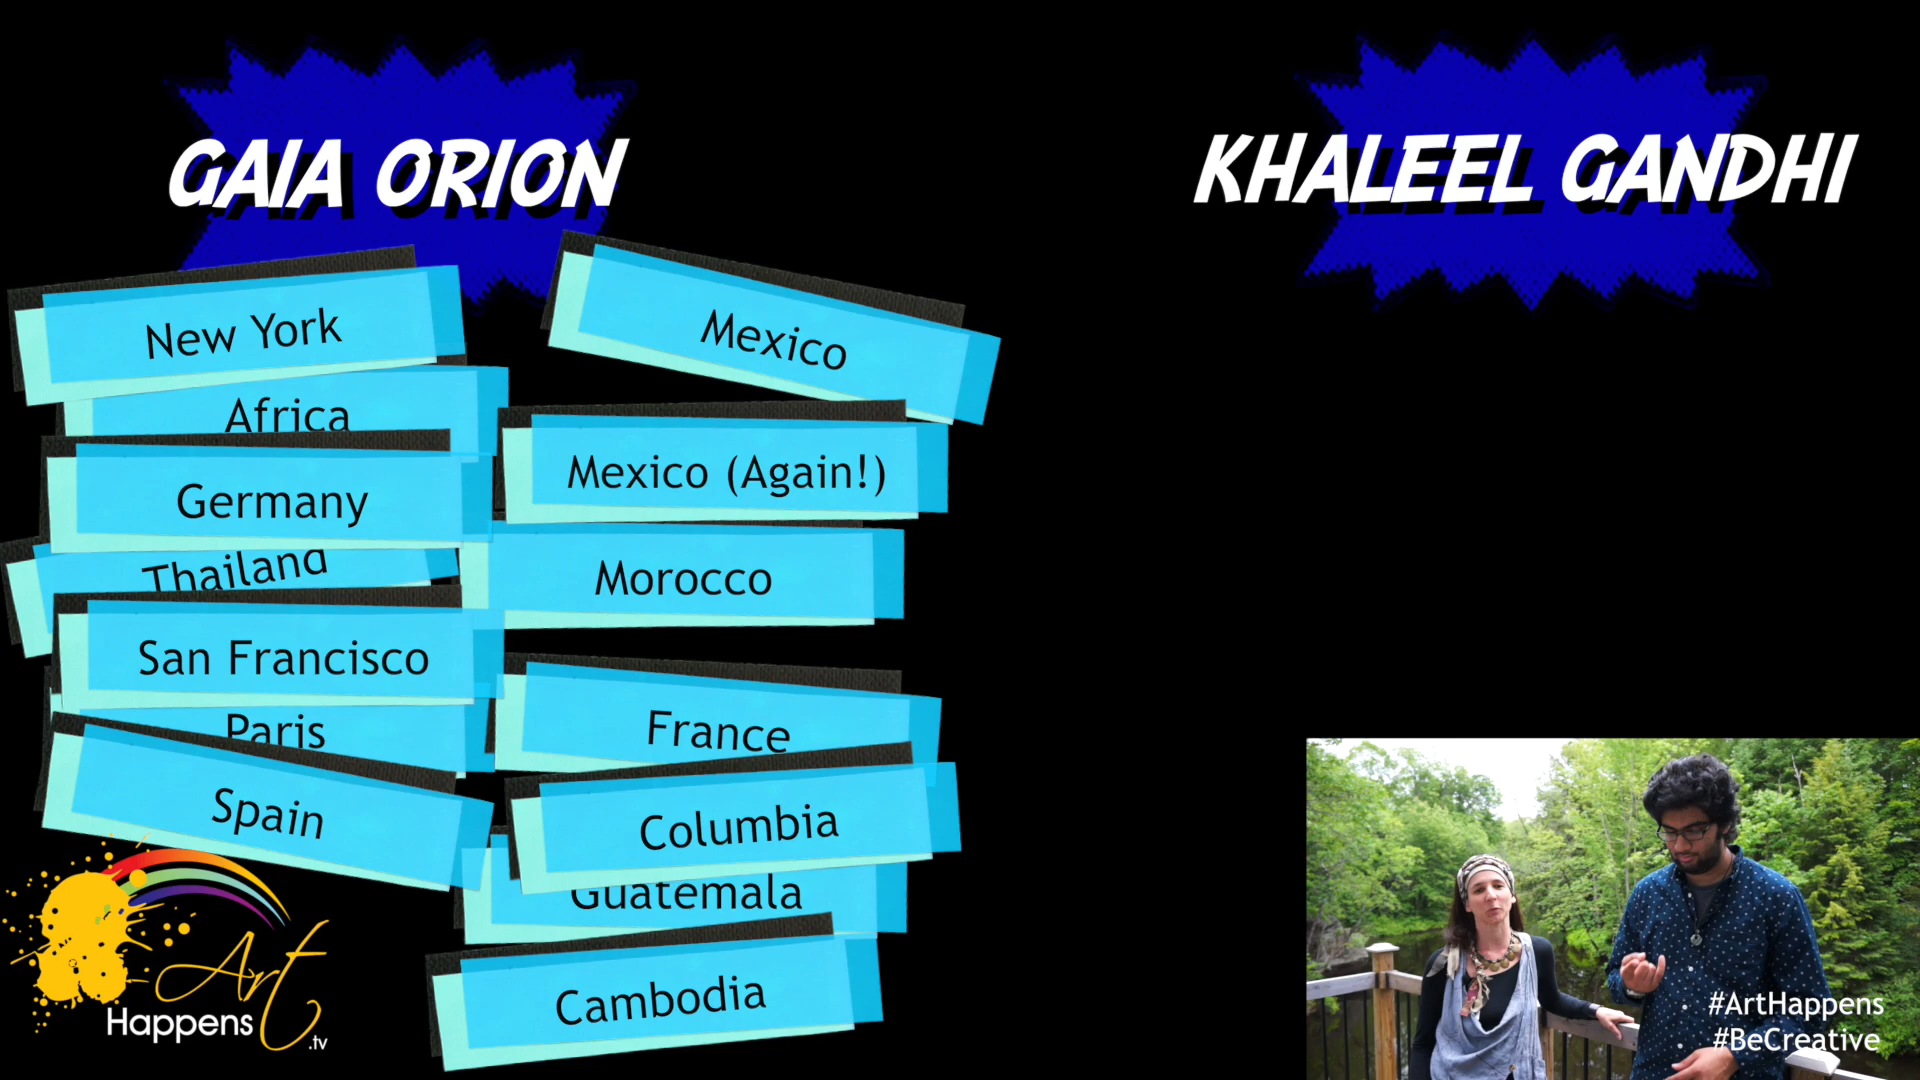 GAIA ORION
KHALEEL GANDHI
New York
Africa
Germany
Thailand
San Francisco
Paris
Spain
Mexico
Mexico (Again!)
Morocco
France
Columbia
Guatemala
Cambodia
Art
Happens
.tv
#ArtHappens
#BeCreative